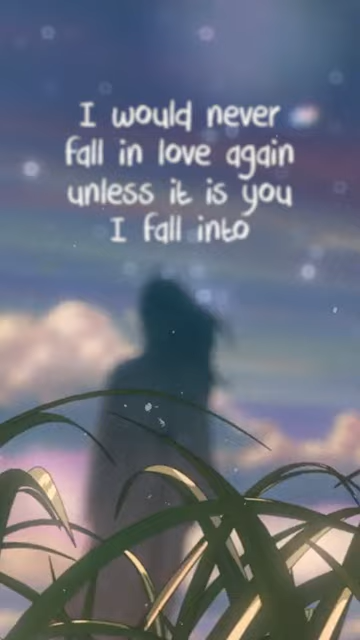 I would never
fall in love again
unless it is you
I fall into